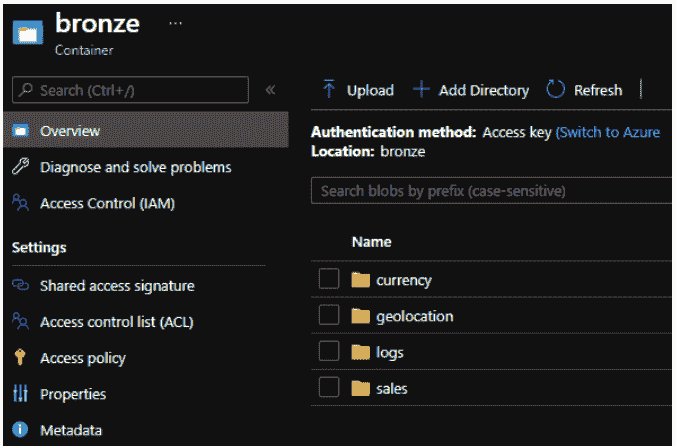 bronze ...
Container
Search (Ctrl+/) «
Overview
Diagnose and solve problems
Access Control (IAM)
Settings
Shared access signature
Access control list (ACL)
Access policy
Properties
Metadata
Upload Add Directory Refresh
Authentication method: Access key (Switch to Azure
Location: bronze
Search blobs by prefix (case-sensitive)
Name
currency
geolocation
logs
sales